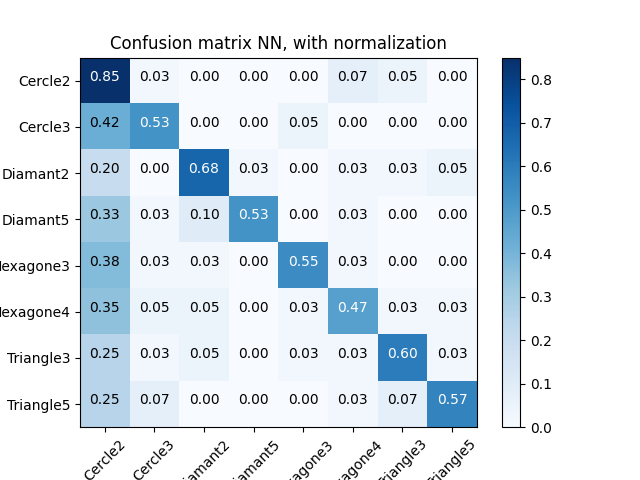 Confusion matrix NN, with normalization
Cercle2 0.85 0.03 0.00 0.00 0.00 0.07 0.05 0.00
Cercle3 0.42 0.53 0.00 0.00 0.05 0.00 0.00 0.00
Diamant2 0.20 0.00 0.68 0.03 0.00 0.03 0.03 0.05
Diamant5 0.33 0.03 0.10 0.53 0.00 0.03 0.00 0.00
exagone3 0.38 0.03 0.03 0.00 0.55 0.03 0.00 0.00
exagone4 0.35 0.05 0.05 0.00 0.03 0.47 0.03 0.03
Triangle3 0.25 0.03 0.05 0.00 0.03 0.03 0.60 0.03
Triangle5 0.25 0.07 0.00 0.00 0.00 0.03 0.07 0.57
Cercle2 Cercle3 iamant2 iamant5 agone3 agone4 riangle3 riangle5
0.8
0.7
0.6
0.5
0.4
0.3
0.2
0.1
0.0